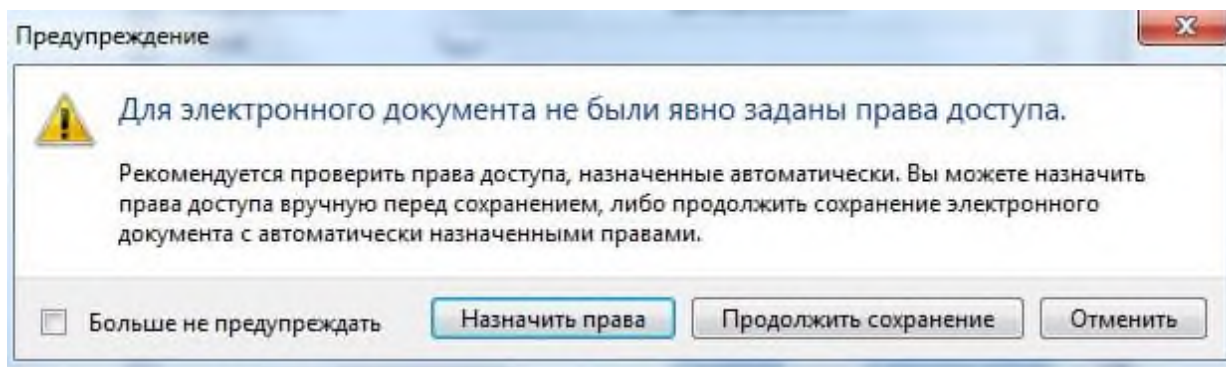 Предупреждение
Для электронного документа не были явно заданы права доступа.
Рекомендуется проверить права доступа, назначенные автоматически. Вы можете назначить
права доступа вручную перед сохранением, либо продолжить сохранение электронного
документа с автоматически назначенными правами.
Больше не предупреждать Назначить права Продолжить сохранение Отменить